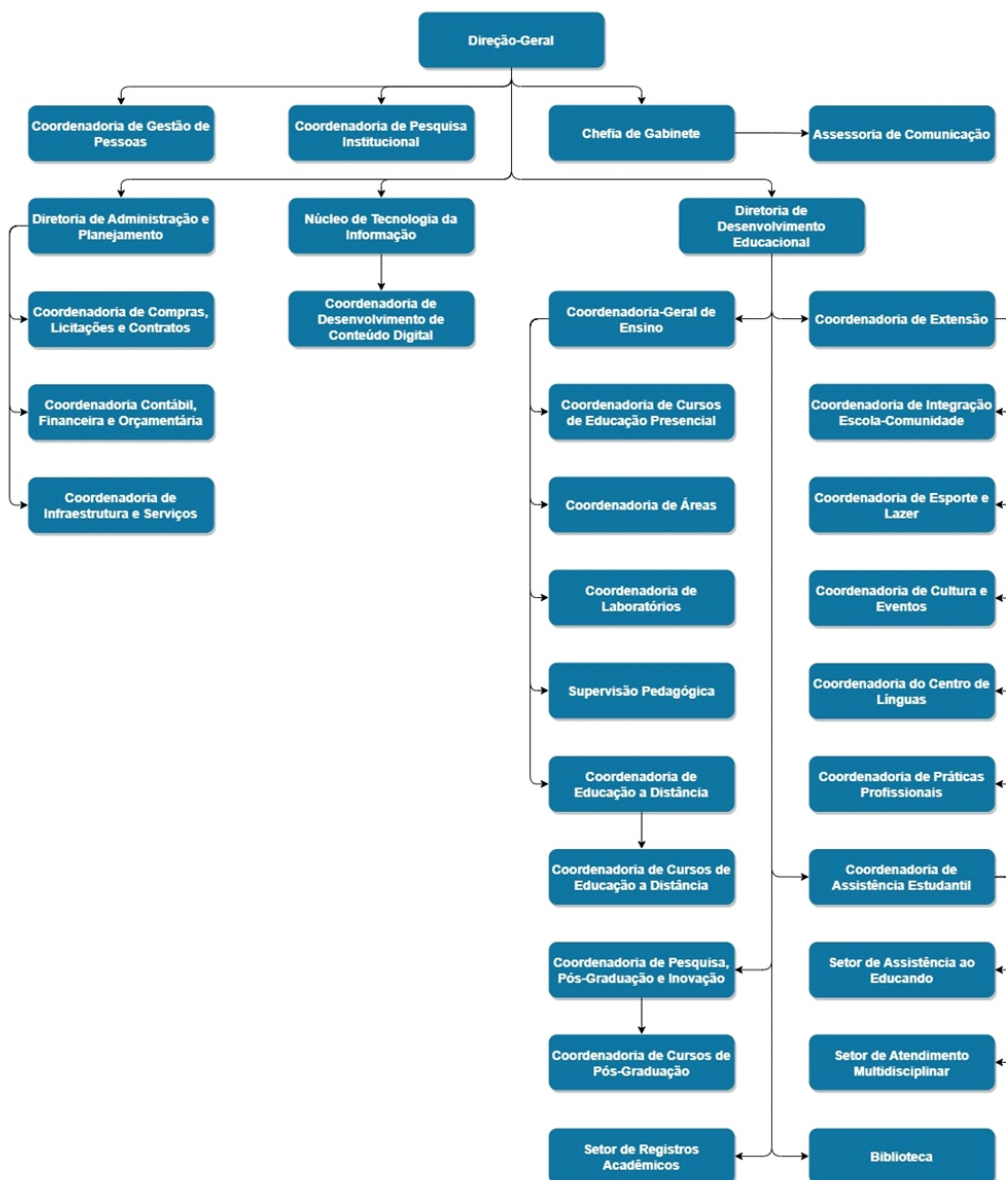 Direção-Geral
Coordenadoria de Gestão de
Pessoas
Coordenadoria de Pesquisa
Institucional
Chefia de Gabinete
Assessoria de Comunicação
Diretoria de Administração e
Planejamento
Núcleo de Tecnologia da
Informação
Diretoria de
Desenvolvimento
Educacional
Coordenadoria de Compras,
Licitações e Contratos
Coordenadoria de
Desenvolvimento de
Conteúdo Digital
Coordenadoria-Geral de
Ensino
Coordenadoria de Extensão
Coordenadoria Contábil,
Financeira e Orçamentária
Coordenadoria de Cursos
de Educação Presencial
Coordenadoria de Integração
Escola-Comunidade
Coordenadoria de
Infraestrutura e Serviços
Coordenadoria de Áreas
Coordenadoria de Esporte e
Lazer
Coordenadoria de
Laboratórios
Coordenadoria de Cultura e
Eventos
Supervisão Pedagógica
Coordenadoria do Centro de
Línguas
Coordenadoria de
Educação a Distância
Coordenadoria de Práticas
Profissionais
Coordenadoria de Cursos de
Educação a Distância
Coordenadoria de
Assistência Estudantil
Coordenadoria de Pesquisa,
Pós-Graduação e Inovação
Setor de Assistência ao
Educando
Coordenadoria de Cursos de
Pós-Graduação
Setor de Atendimento
Multidisciplinar
Setor de Registros
Acadêmicos
Biblioteca